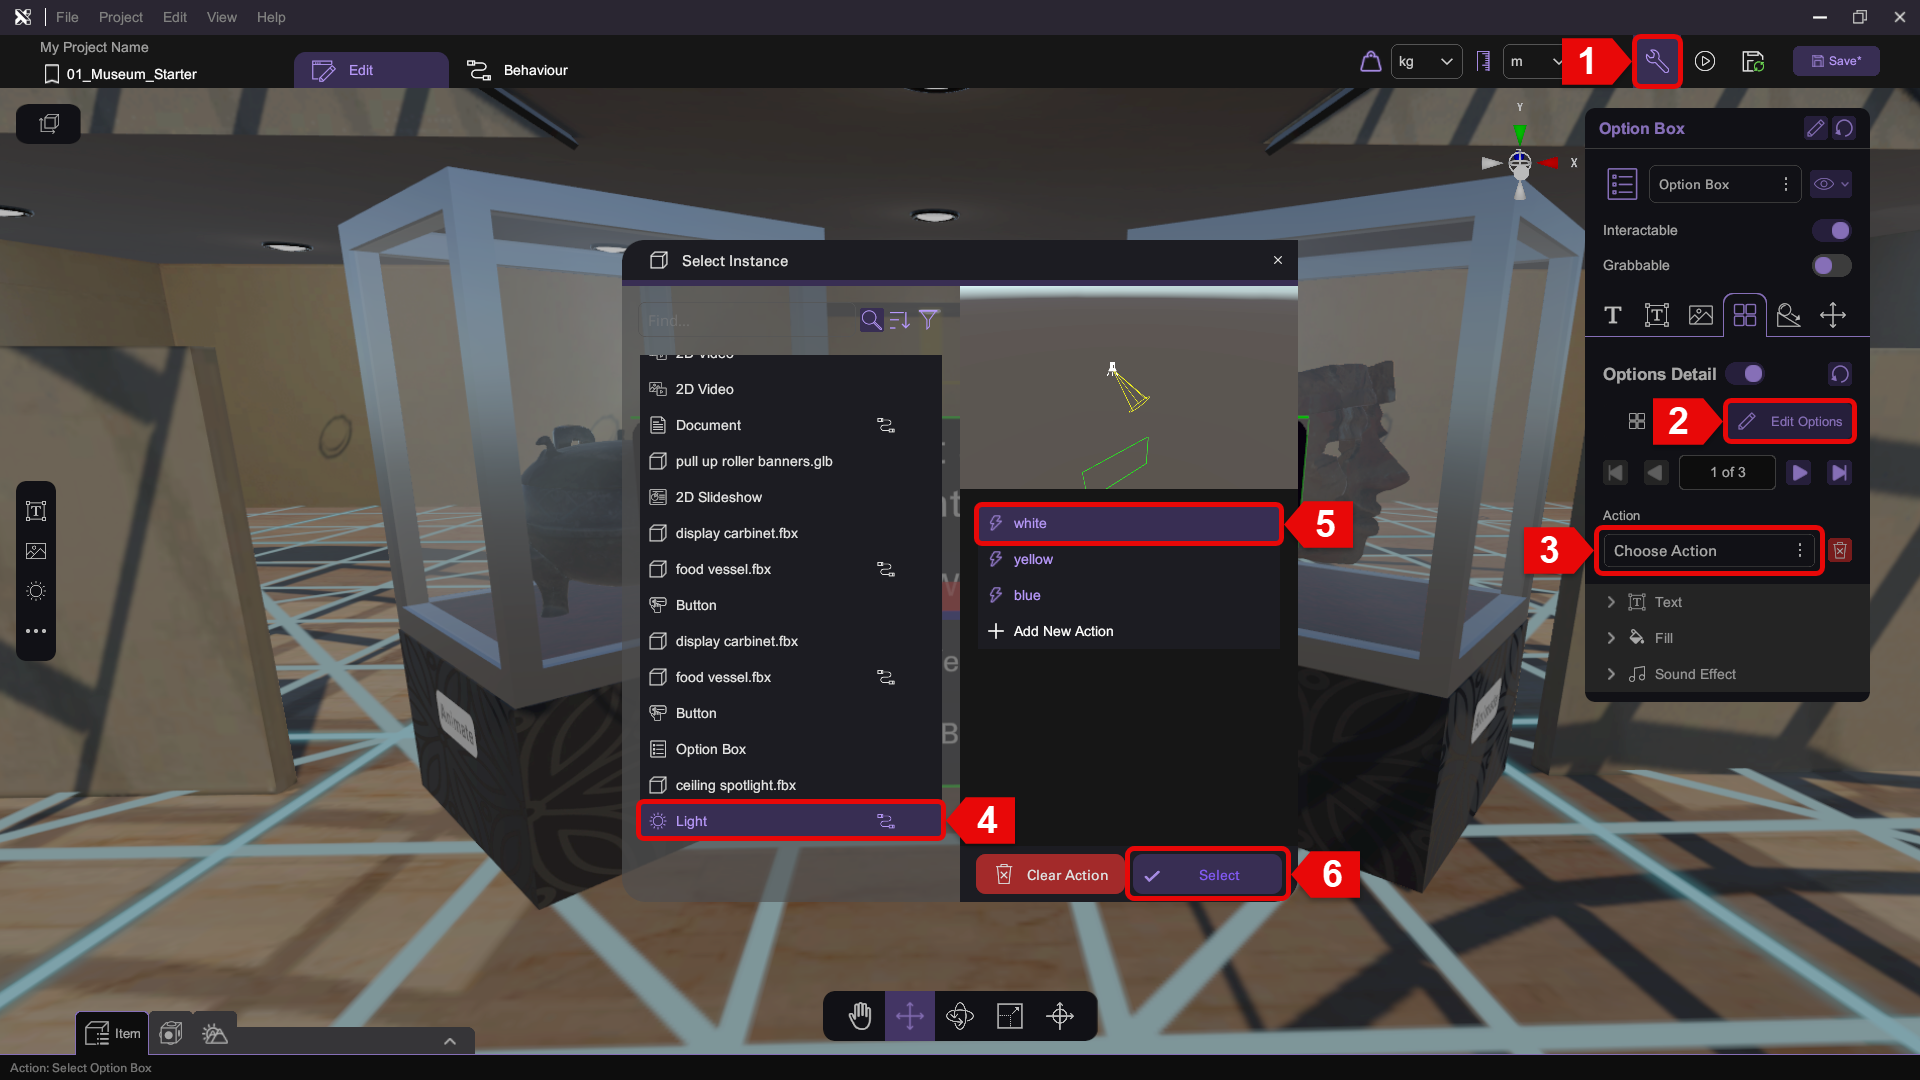 File Project Edit View Help
My Project Name
01_Museum_Starter
Edit
Behaviour
kg
m
1
Save*
Y
X
Option Box
Option Box
Interactable
Grabbable
Options Detail
2
Edit Options
1 of 3
Action
3
Choose Action
Text
Fill
Sound Effect
Select Instance
Find...
2D Video
2D Video
Document
pull up roller banners.glb
2D Slideshow
display carbinet.fbx
food vessel.fbx
Button
display carbinet.fbx
food vessel.fbx
Button
Option Box
ceiling spotlight.fbx
Light
4
white
5
yellow
blue
Add New Action
Clear Action
Select
6
Animate
Item
Action: Select Option Box